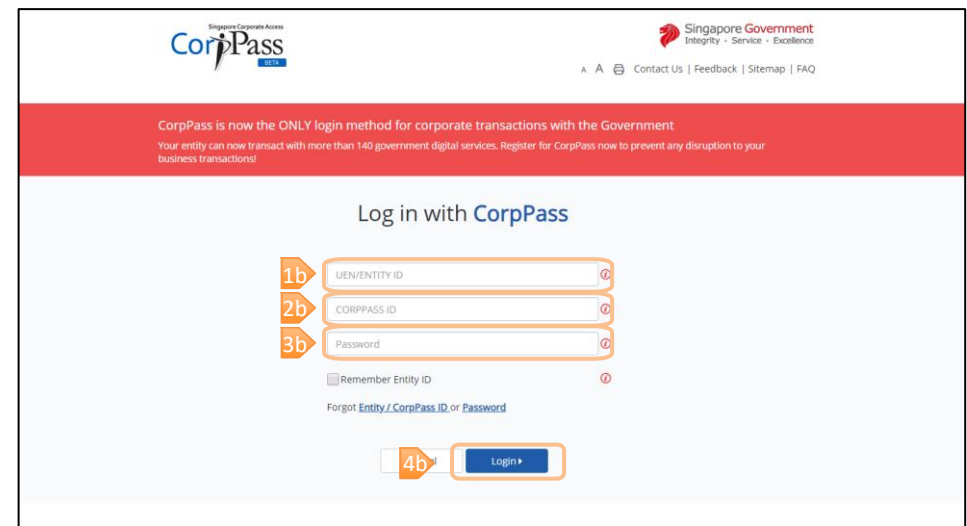 Singapore Corporate Access
CorpPass
BETA
Singapore Government
Integrity · Service · Excellence
A A Contact Us | Feedback | Sitemap | FAQ
CorpPass is now the ONLY login method for corporate transactions with the Government
Your entity can now transact with more than 140 government digital services. Register for CorpPass now to prevent any disruption to your
business transactions!
Log in with CorpPass
1b UEN/ENTITY ID
2b CORPPASS ID
3b Password
Remember Entity ID
Forgot Entity / CorpPass ID or Password
4b Login